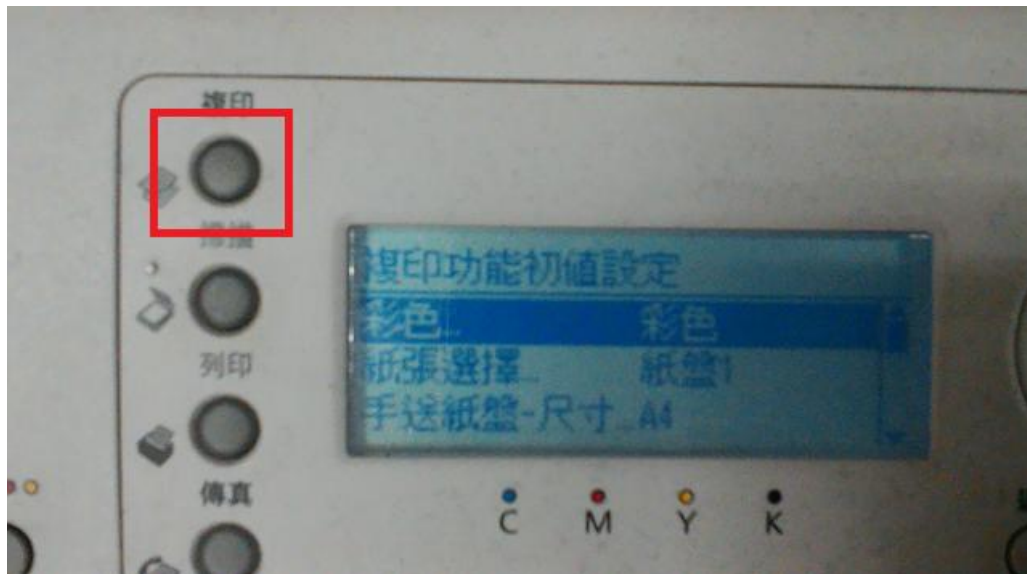 複印
掃描
列印
傳真
複印功能初值設定
彩色... 彩色
紙張選擇... 紙盤1
手送紙盤-尺寸...A4
C M Y K